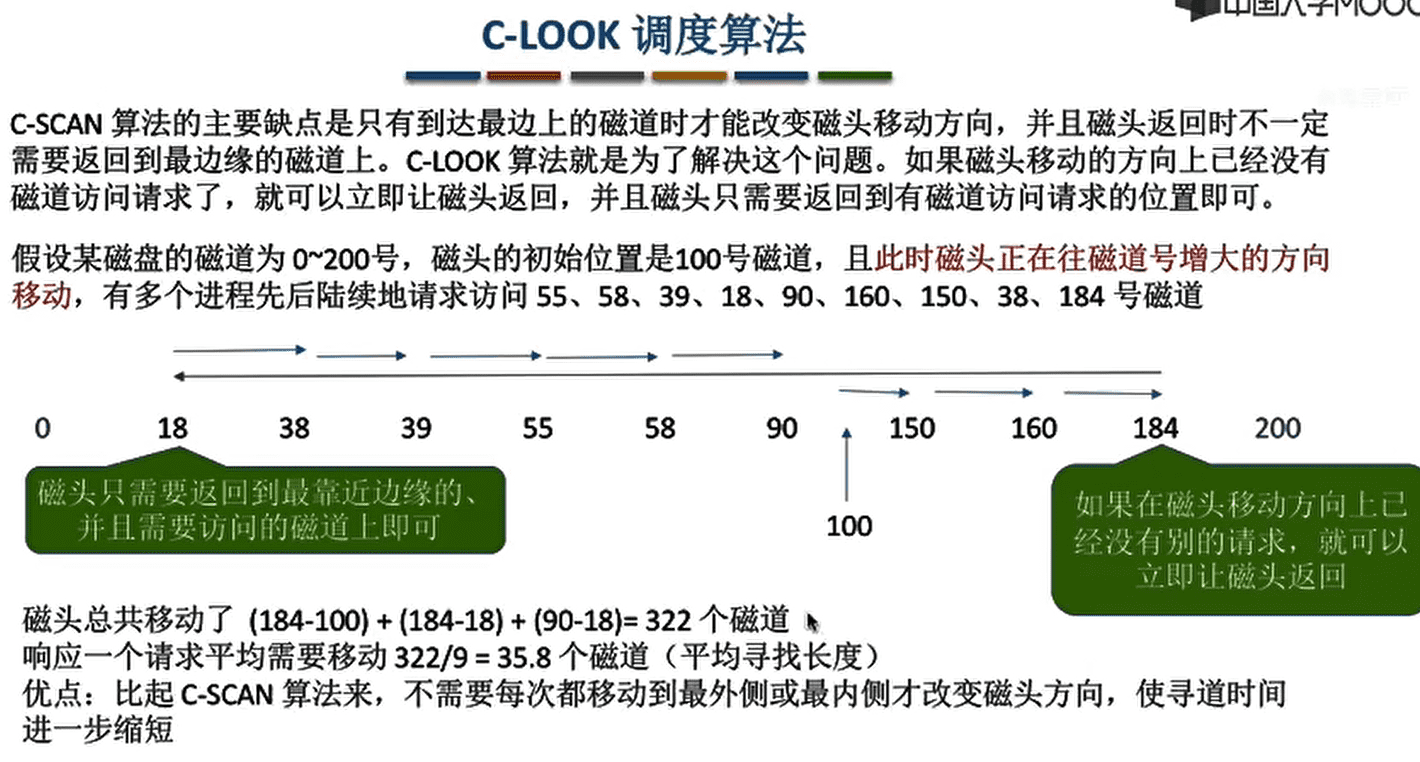 中国大学MOOC
C-LOOK 调度算法
C-SCAN 算法的主要缺点是只有到达最边上的磁道时才能改变磁头移动方向，并且磁头返回时不一定
需要返回到最边缘的磁道上。C-LOOK 算法就是为了解决这个问题。如果磁头移动的方向上已经没有
磁道访问请求了，就可以立即让磁头返回，并且磁头只需要返回到有磁道访问请求的位置即可。
假设某磁盘的磁道为 0~200号，磁头的初始位置是100号磁道，且此时磁头正在往磁道号增大的方向
移动，有多个进程先后陆续地请求访问 55、58、39、18、90、160、150、38、184 号磁道
0 18 38 39 55 58 90 150 160 184 200
100
磁头只需要返回到最靠近边缘的、
并且需要访问的磁道上即可
如果在磁头移动方向上已
经没有别的请求，就可以
立即让磁头返回
磁头总共移动了 (184-100) + (184-18) + (90-18)= 322 个磁道
响应一个请求平均需要移动 322/9 = 35.8 个磁道（平均寻找长度）
优点：比起 C-SCAN 算法来，不需要每次都移动到最外侧或最内侧才改变磁头方向，使寻道时间
进一步缩短